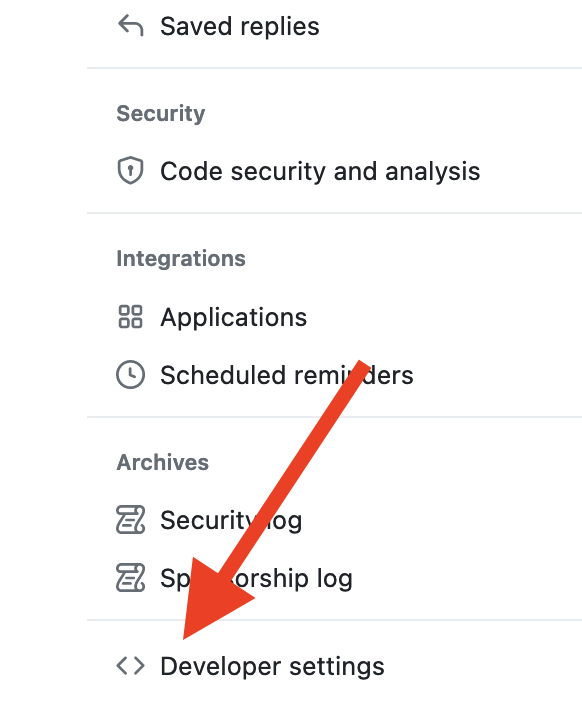 Saved replies
Security
Code security and analysis
Integrations
Applications
Scheduled reminders
Archives
Security log
Sponsorship log
Developer settings